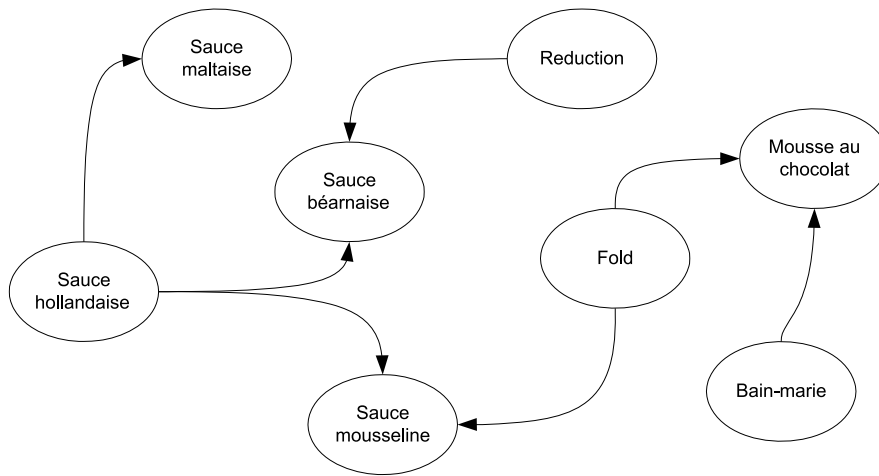 Sauce
maltaise
Reduction
Mousse au
chocolat
Sauce
béarnaise
Fold
Sauce
hollandaise
Bain-marie
Sauce
mousseline